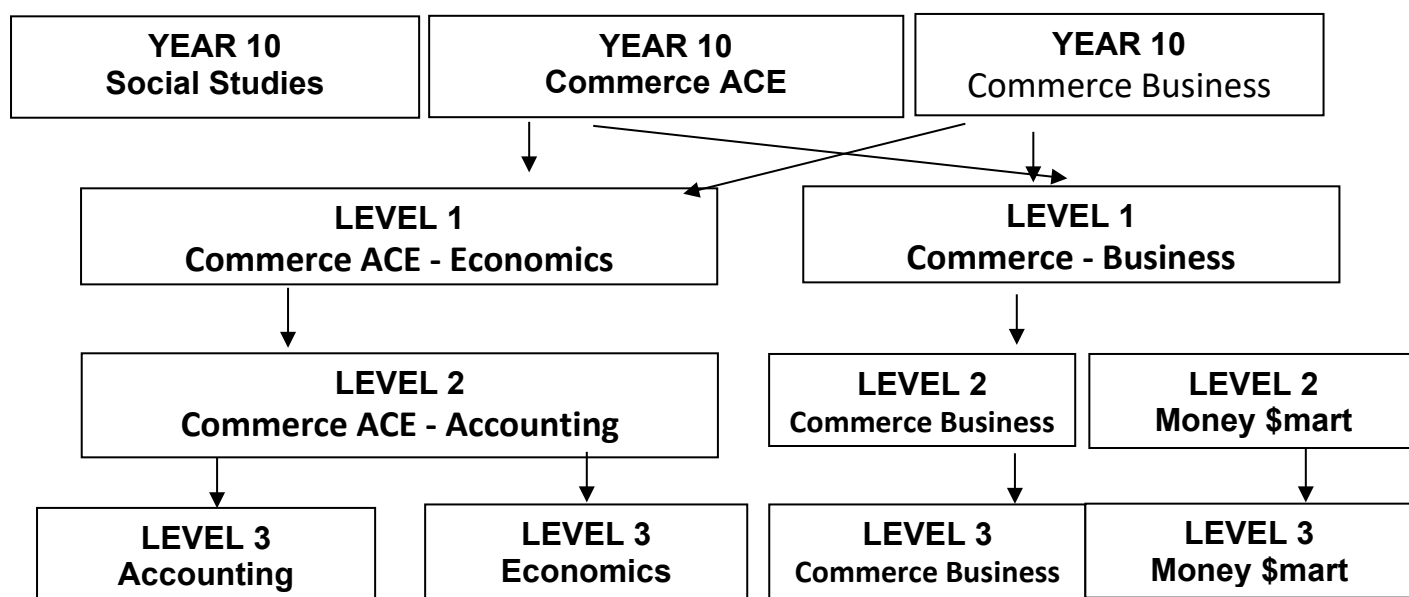 YEAR 10
Social Studies
YEAR 10
Commerce ACE
YEAR 10
Commerce Business
LEVEL 1
Commerce ACE - Economics
LEVEL 1
Commerce - Business
LEVEL 2
Commerce ACE - Accounting
LEVEL 2
Commerce Business
LEVEL 2
Money $mart
LEVEL 3
Accounting
LEVEL 3
Economics
LEVEL 3
Commerce Business
LEVEL 3
Money $mart